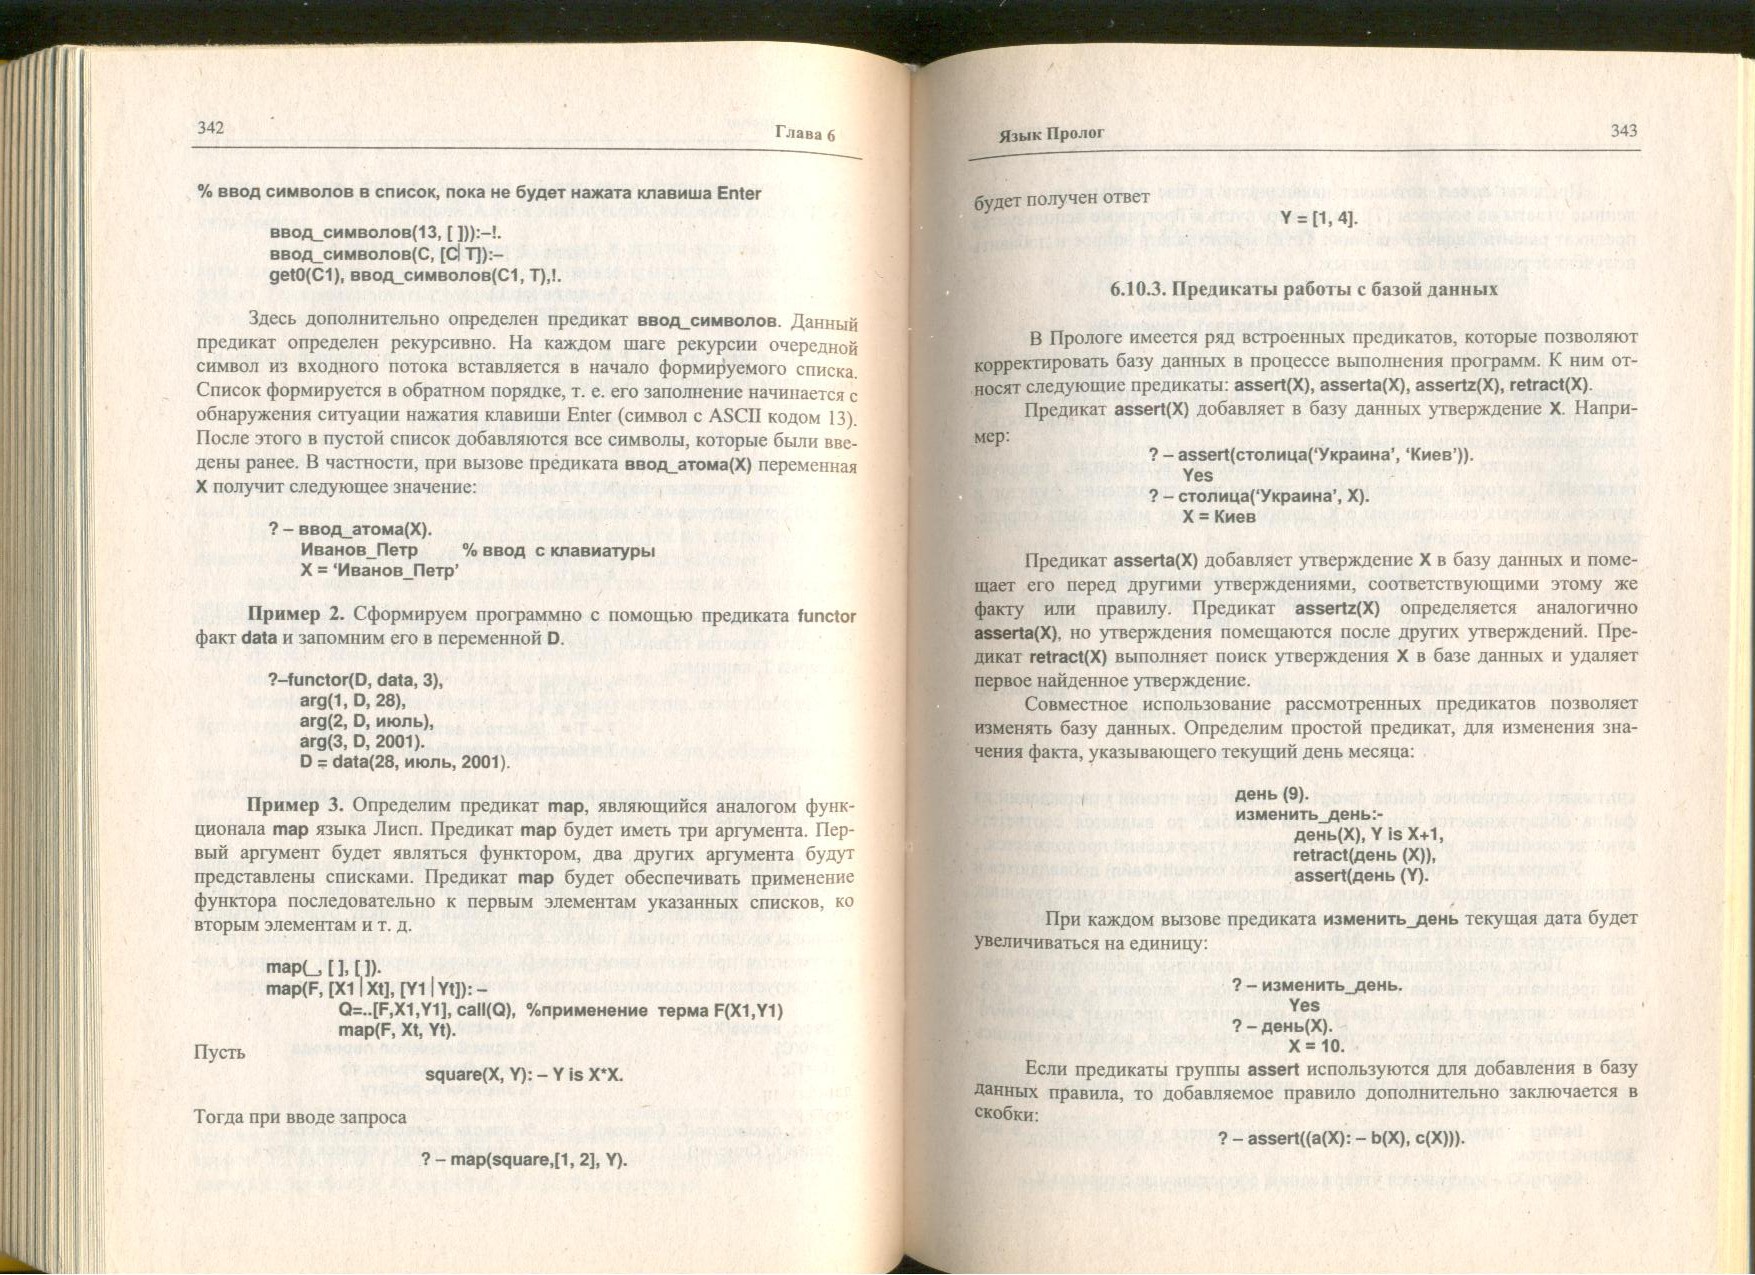 342
Глава 6
% ввод символов в список, пока не будет нажата клавиша Enter
ввод_символов(13, [ ])):–!.
ввод_символов(C, [C| T]):–
get0(C1), ввод_символов(C1, T),!.
Здесь дополнительно определен предикат ввод_символов. Данный
предикат определен рекурсивно. На каждом шаге рекурсии очередной
символ из входного потока вставляется в начало формируемого списка.
Список формируется в обратном порядке, т. е. его заполнение начинается с
обнаружения ситуации нажатия клавиши Enter (символ с ASCII кодом 13).
После этого в пустой список добавляются все символы, которые были вве-
дены ранее. В частности, при вызове предиката ввод_атома(X) переменная
X получит следующее значение:
? – ввод_атома(X).
Иванов_Петр % ввод с клавиатуры
X = ‘Иванов_Петр’
Пример 2. Сформируем программно с помощью предиката functor
факт data и запомним его в переменной D.
?–functor(D, data, 3),
arg(1, D, 28),
arg(2, D, июль),
arg(3, D, 2001).
D = data(28, июль, 2001).
Пример 3. Определим предикат map, являющийся аналогом функ-
ционала map языка Лисп. Предикат map будет иметь три аргумента. Пер-
вый аргумент будет являться функтором, два других аргумента будут
представлены списками. Предикат map будет обеспечивать применение
функтора последовательно к первым элементам указанных списков, ко
вторым элементам и т. д.
map(_, [ ], [ ]).
map(F, [X1 | Xt], [Y1 | Yt]): –
Q=..[F,X1,Y1], call(Q), %применение терма F(X1,Y1)
map(F, Xt, Yt).
Пусть
square(X, Y): – Y is X*X.
Тогда при вводе запроса
? – map(square,[1, 2], Y).
Язык Пролог
343
будет получен ответ
Y = [1, 4].
6.10.3. Предикаты работы с базой данных
В Прологе имеется ряд встроенных предикатов, которые позволяют
корректировать базу данных в процессе выполнения программ. К ним от-
носят следующие предикаты: assert(X), asserta(X), assertz(X), retract(X).
Предикат assert(X) добавляет в базу данных утверждение X. Напри-
мер:
? – assert(столица(‘Украина’, ‘Киев’)).
Yes
? – столица(‘Украина’, X).
X = Киев
Предикат asserta(X) добавляет утверждение X в базу данных и поме-
щает его перед другими утверждениями, соответствующими этому же
факту или правилу. Предикат assertz(X) определяется аналогично
asserta(X), но утверждения помещаются после других утверждений. Пре-
дикат retract(X) выполняет поиск утверждения X в базе данных и удаляет
первое найденное утверждение.
Совместное использование рассмотренных предикатов позволяет
изменять базу данных. Определим простой предикат, для изменения зна-
чения факта, указывающего текущий день месяца:
день (9).
изменить_день:-
день(X), Y is X+1,
retract(день (X)),
assert(день (Y).
При каждом вызове предиката изменить_день текущая дата будет
увеличиваться на единицу:
? – изменить_день.
Yes
? – день(X).
X = 10.
Если предикаты группы assert используются для добавления в базу
данных правила, то добавляемое правило дополнительно заключается в
скобки:
? – assert((a(X): – b(X), c(X))).